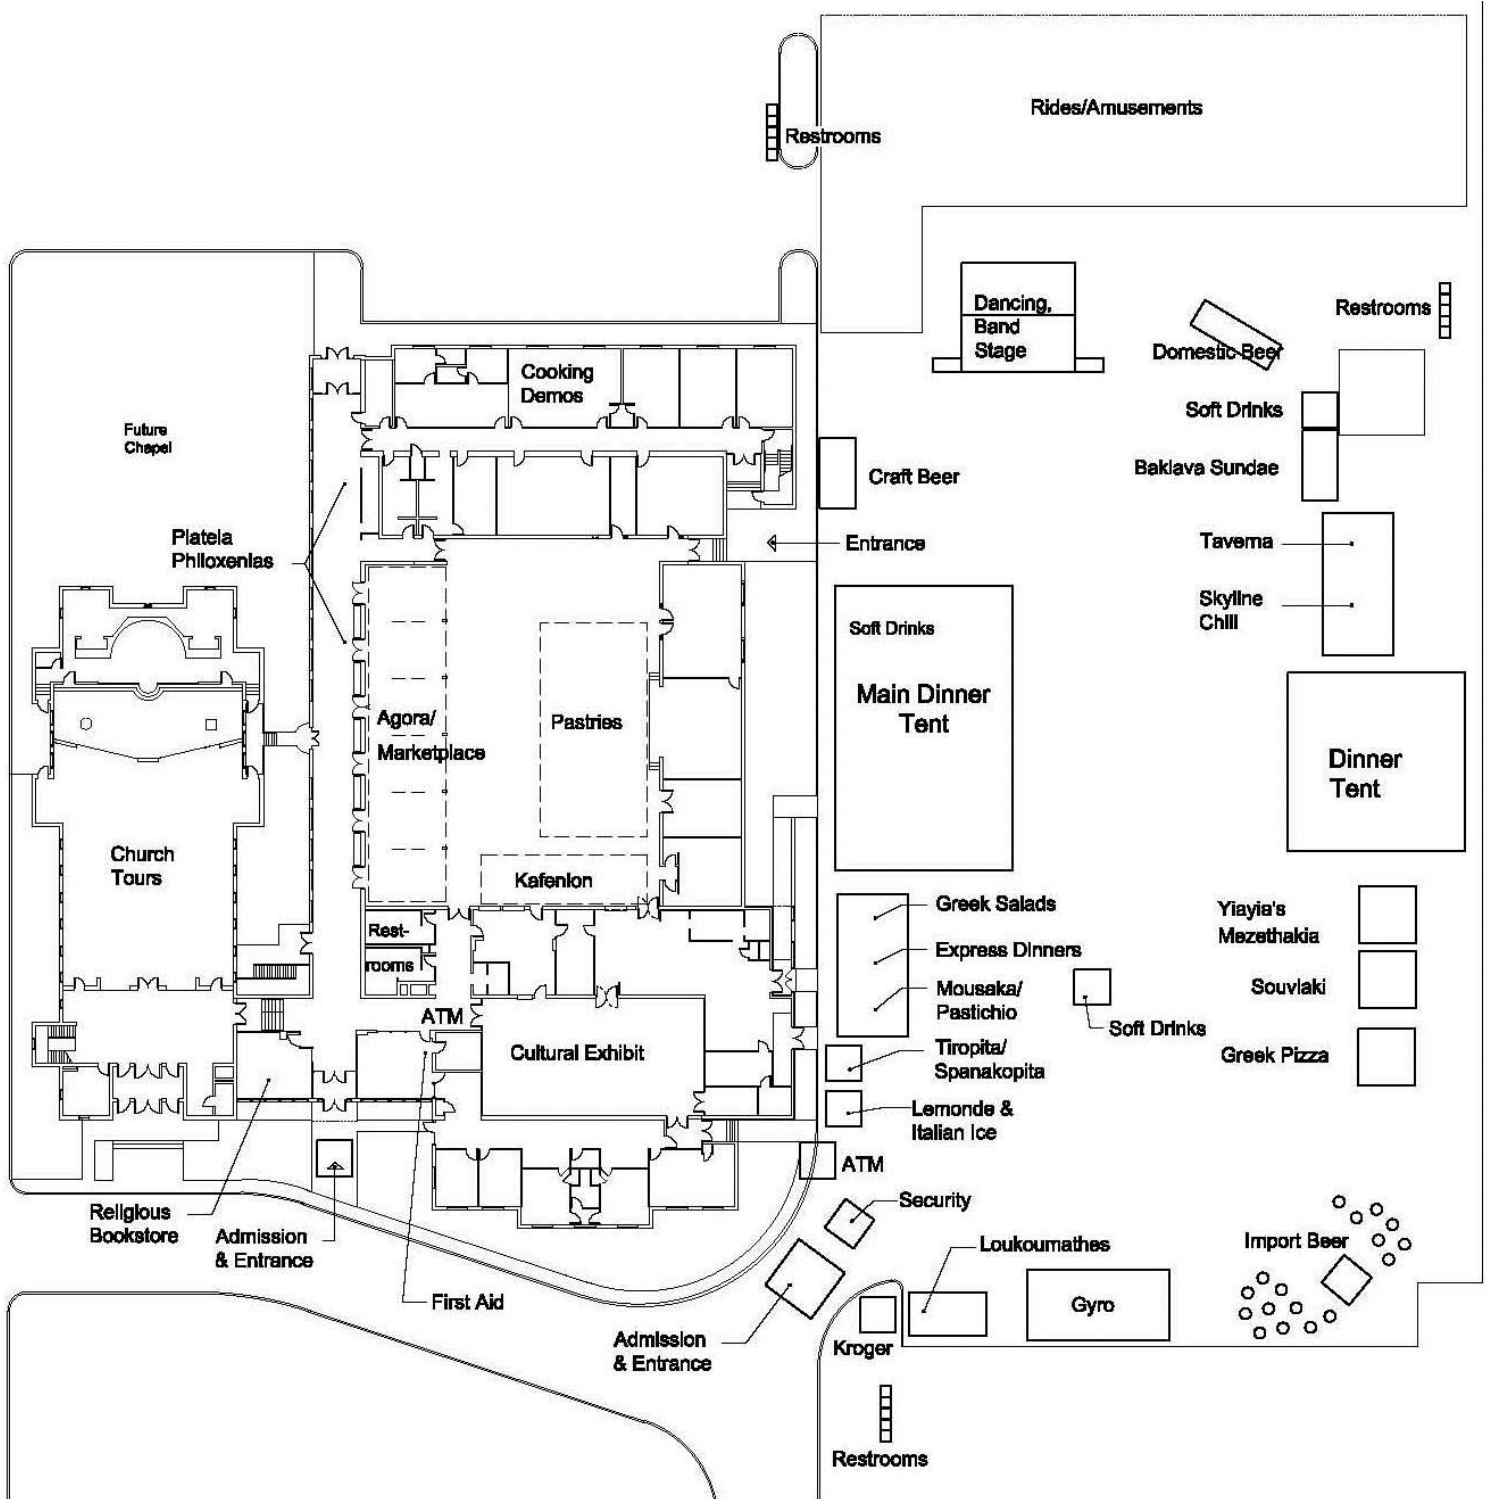 Rides/Amusements
Restrooms
Dancing,
Band
Stage
Restrooms
Domestic Beer
Cooking
Demos
Soft Drinks
Future
Chapel
Baklava Sundae
Craft Beer
Plateia
Philoxenias
Entrance
Taverna
Skyline
Chili
Soft Drinks
Main Dinner
Tent
Agora/
Marketplace
Pastries
Dinner
Tent
Church
Tours
Kafenion
Greek Salads
Yiayia's
Mezethakia
Rest-
rooms
Express Dinners
Souvlaki
Mousaka/
Pastichio
ATM
Soft Drinks
Cultural Exhibit
Tiropita/
Spanakopita
Greek Pizza
Lemonde &
Italian Ice
ATM
Security
Religious
Bookstore
Admission
& Entrance
Loukoumathes
Import Beer
First Aid
Gyro
Admission
& Entrance
Kroger
Restrooms